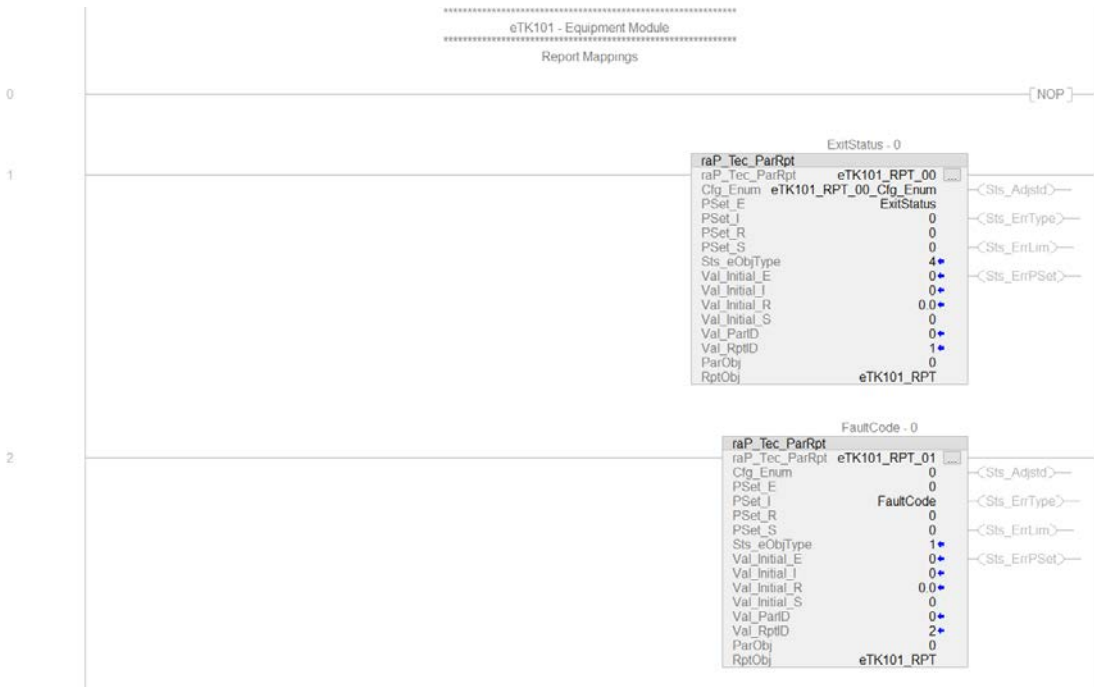 ************************************************************
eTK101 - Equipment Module
************************************************************
Report Mappings
0
NOP
ExitStatus - 0
raP_Tec_ParRpt
1
raP_Tec_ParRpt eTK101_RPT_00 ...
Cfg_Enum eTK101_RPT_00_Cfg_Enum Sts_Adjstd
PSet_E ExitStatus
PSet_I 0 Sts_ErrType
PSet_R 0
PSet_S 0 Sts_ErrLim
Sts_eObjType 4
Val_Initial_E 0 Sts_ErrPSet
Val_Initial_I 0
Val_Initial_R 0.0
Val_Initial_S 0
Val_ParID 0
Val_RptID 1
ParObj 0
RptObj eTK101_RPT
FaultCode - 0
raP_Tec_ParRpt
2
raP_Tec_ParRpt eTK101_RPT_01 ...
Cfg_Enum 0 Sts_Adjstd
PSet_E 0
PSet_I FaultCode Sts_ErrType
PSet_R 0
PSet_S 0 Sts_ErrLim
Sts_eObjType 1
Val_Initial_E 0 Sts_ErrPSet
Val_Initial_I 0
Val_Initial_R 0.0
Val_Initial_S 0
Val_ParID 0
Val_RptID 2
ParObj 0
RptObj eTK101_RPT